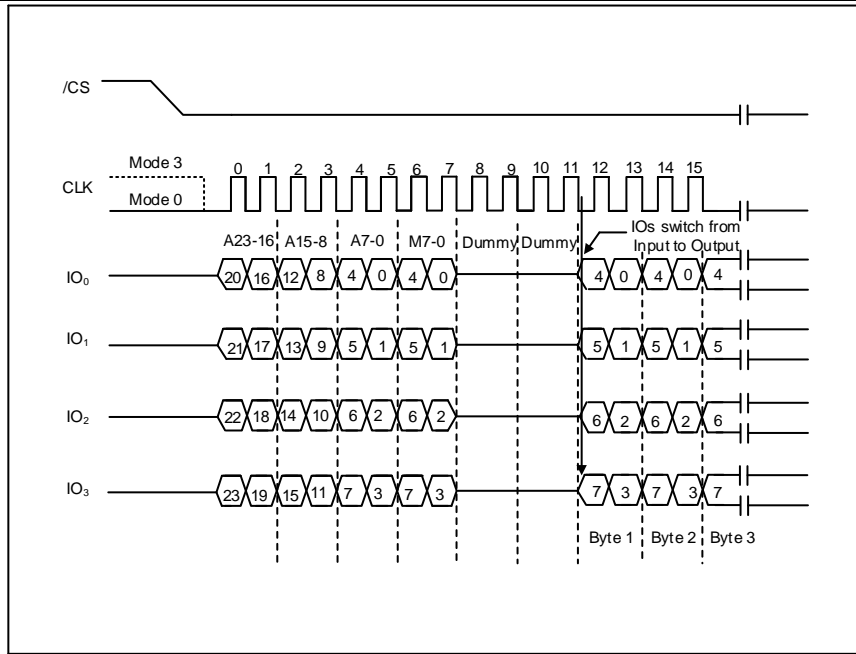 /CS
Mode 3
CLK
Mode 0
0 1 2 3 4 5 6 7 8 9 10 11 12 13 14 15
IOs switch from
Input to Output
A23-16 A15-8 A7-0 M7-0 Dummy Dummy
IO₀ 20 16 12 8 4 0 4 0 4 0 4 0 4
IO₁ 21 17 13 9 5 1 5 1 5 1 5 1 5
IO₂ 22 18 14 10 6 2 6 2 6 2 6 2 6
IO₃ 23 19 15 11 7 3 7 3 7 3 7 3 7
Byte 1 Byte 2 Byte 3